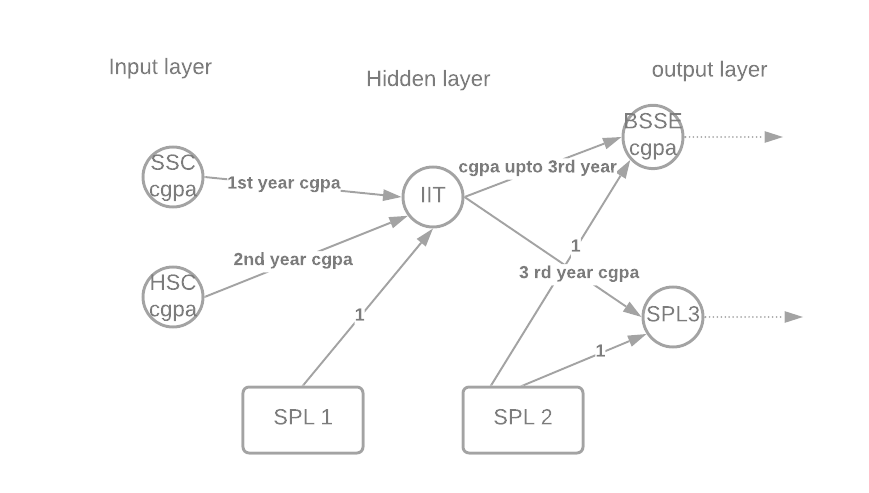 Input layer
Hidden layer
output layer
SSC
cgpa
1st year cgpa
HSC
cgpa
2nd year cgpa
IIT
cgpa upto 3rd year
BSSE
cgpa
1
3 rd year cgpa
SPL3
1
1
SPL 1
SPL 2